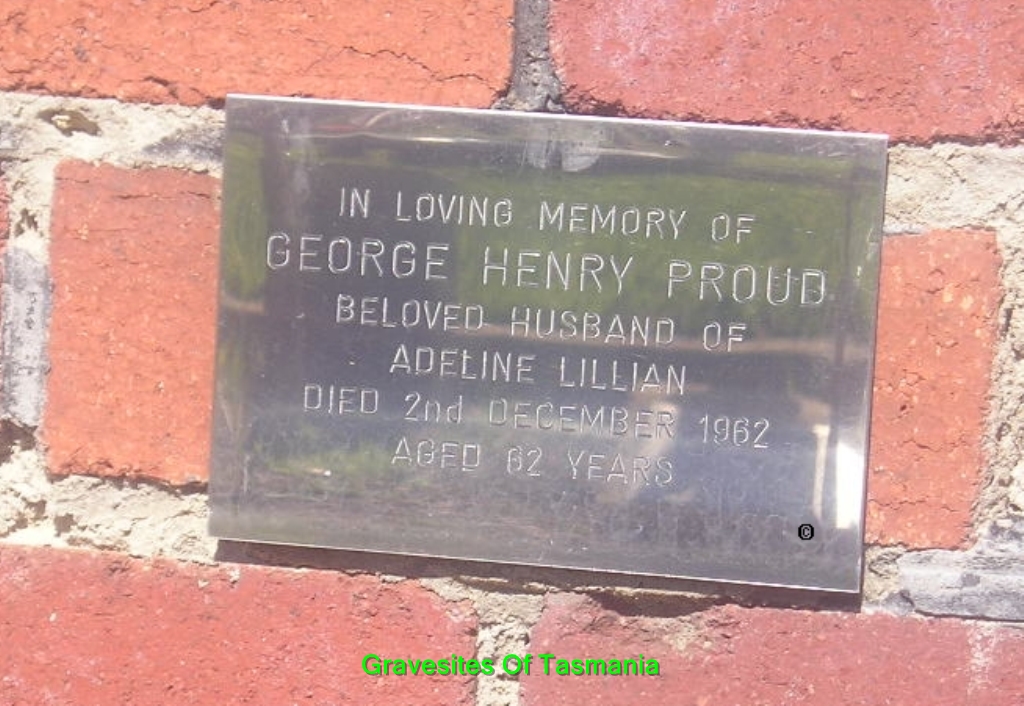 IN LOVING MEMORY OF
GEORGE HENRY PROUD
BELOVED HUSBAND OF
ADELINE LILLIAN
DIED 2nd DECEMBER 1962
AGED 62 YEARS
©
Gravesites Of Tasmania